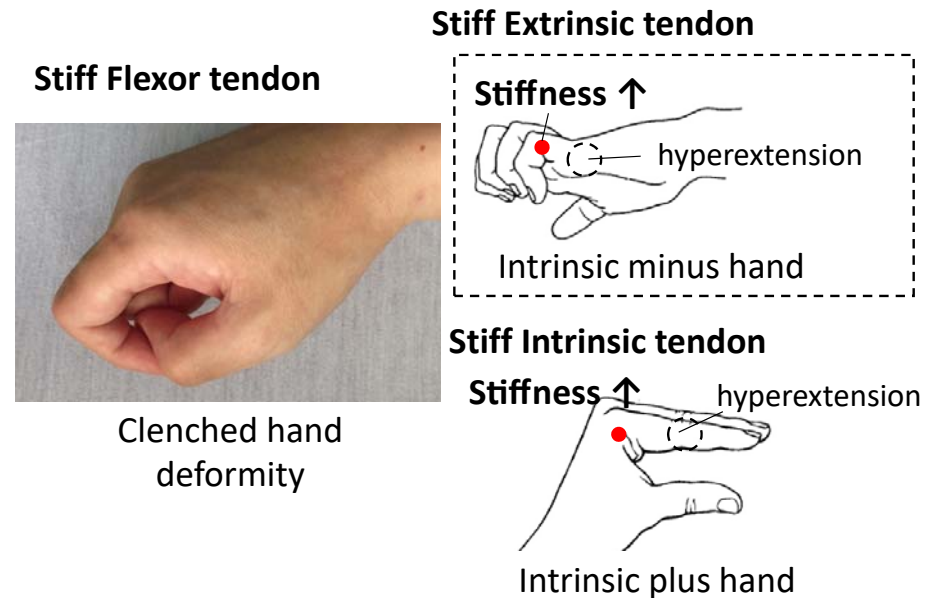 Stiff Flexor tendon
Clenched hand
deformity
Stiff Extrinsic tendon
Stiffness ↑
hyperextension
Intrinsic minus hand
Stiff Intrinsic tendon
Stiffness ↑
hyperextension
Intrinsic plus hand